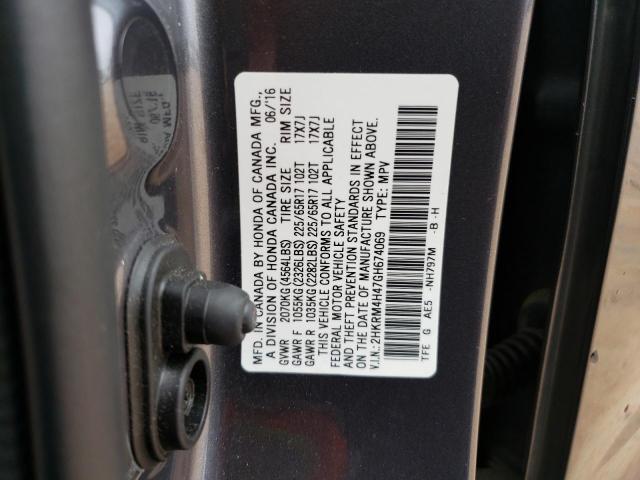 MFD. IN CANADA BY HONDA OF CANADA MFG.,
A DIVISION OF HONDA CANADA INC. 06/'16
GVWR 2070KG(4564LBS) TIRE SIZE RIM SIZE
GAWR F 1055KG(2326LBS) 225/65R17 102T 17X7J
GAWR R 1035KG(2282LBS) 225/65R17 102T 17X7J
THIS VEHICLE CONFORMS TO ALL APPLICABLE
FEDERAL MOTOR VEHICLE SAFETY
AND THEFT PREVENTION STANDARDS IN EFFECT
ON THE DATE OF MANUFACTURE SHOWN ABOVE.
V.I.N.: 2HKRM4H47GH674069 TYPE: MPV
TFE G AE5 -NH797M -B -H